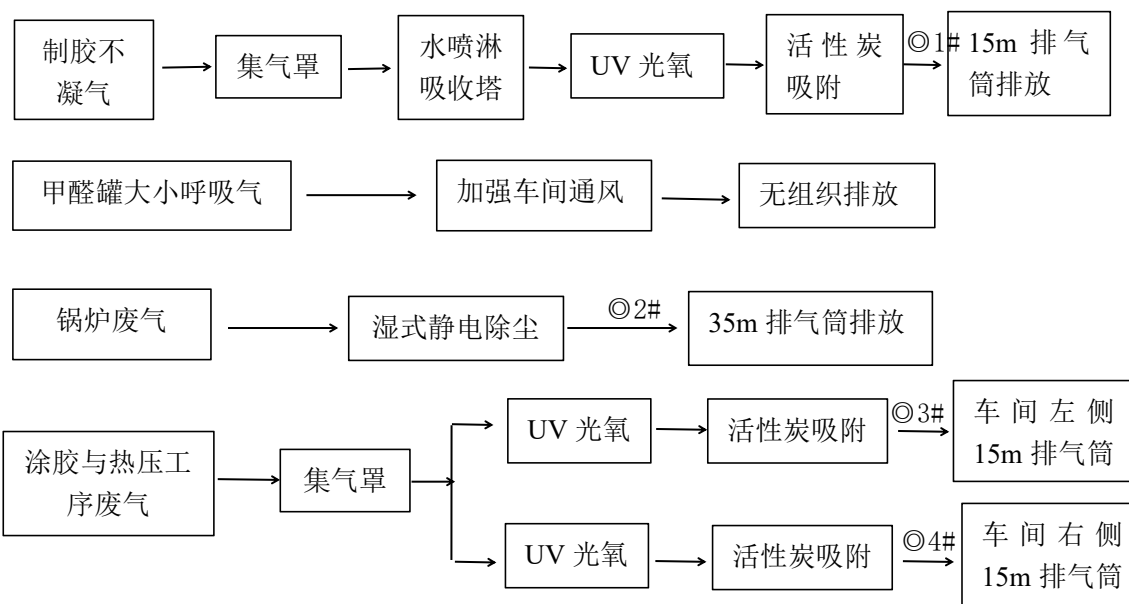 制胶不
凝气
集气罩
水喷淋
吸收塔
UV 光氧
活性炭
吸附
◎1#
15m 排气
筒排放
甲醛罐大小呼吸气
加强车间通风
无组织排放
锅炉废气
湿式静电除尘
◎2#
35m 排气筒排放
涂胶与热压工
序废气
集气罩
UV 光氧
活性炭吸附
◎3#
车间左侧
15m 排气筒
UV 光氧
活性炭吸附
◎4#
车间右侧
15m 排气筒